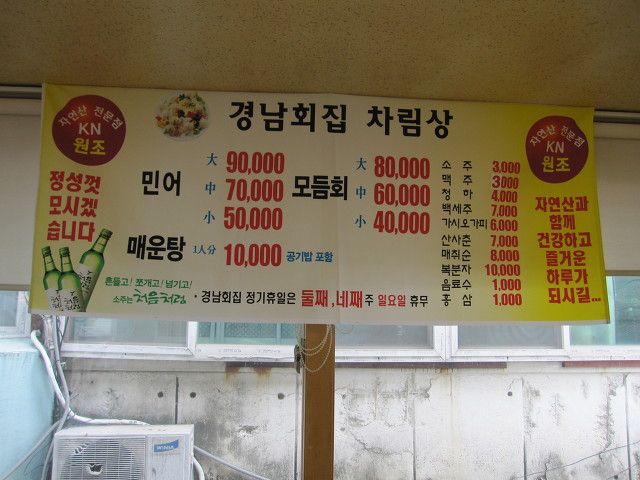 경남회집 차림상
자연산 전문점
KN
원조
정성껏
모시겠
습니다
민어
大 90,000
中 70,000
小 50,000
모듬회
大 80,000
中 60,000
小 40,000
매운탕 1人分 10,000 공기밥 포함
소주 3,000
맥주 3000
청하 4,000
백세주 7,000
가시오가피 6,000
산사춘 7,000
매취순 8,000
복분자 10,000
음료수 1,000
홍삼 1,000
자연산 전문점
KN
원조
자연산과
함께
건강하고
즐거운
하루가
되시길...
흔들고! 쪼개고! 넘기고!
소주는 처음처럼
· 경남회집 정기휴일은 둘째,네째주 일요일 휴무